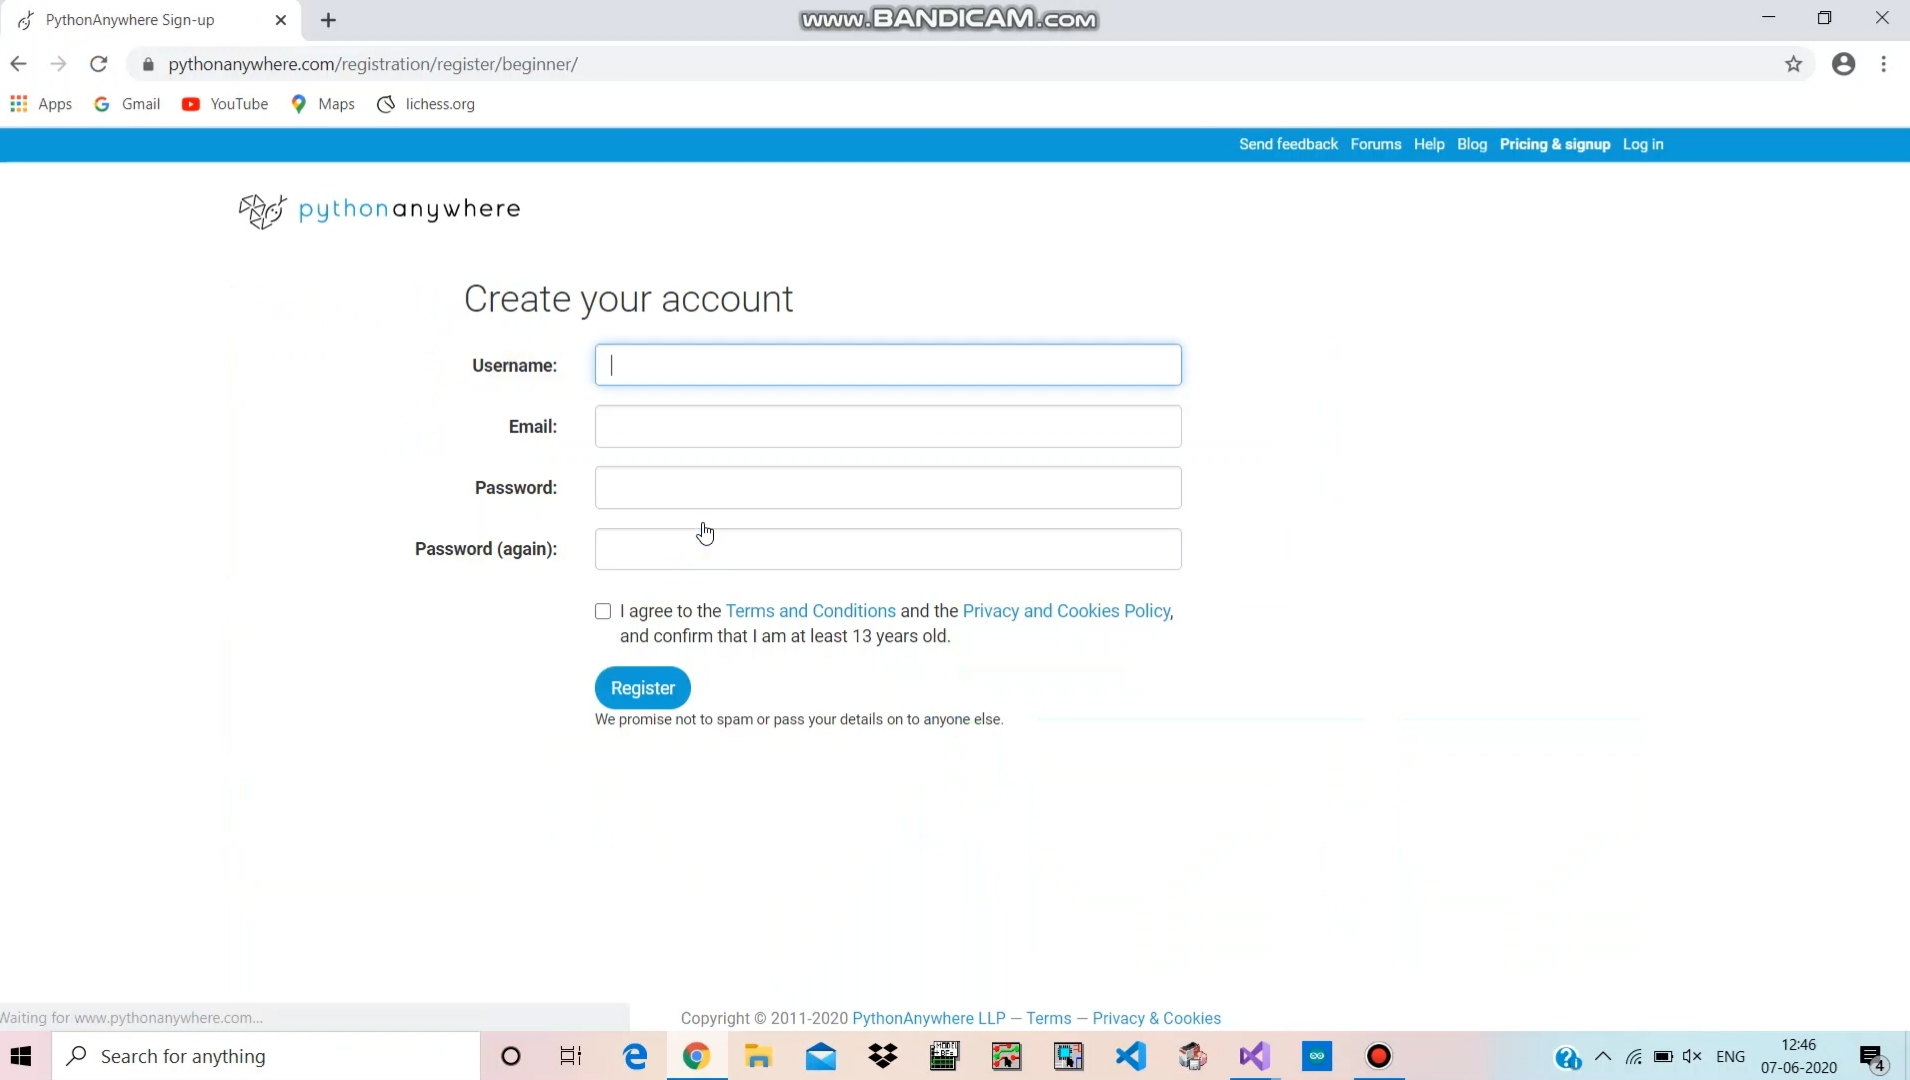 PythonAnywhere Sign-up
www.BANDICAM.com
pythonanywhere.com/registration/register/beginner/
Apps
Gmail
YouTube
Maps
lichess.org
Send feedback
Forums
Help
Blog
Pricing & signup
Log in
pythonanywhere
Create your account
Username:
Email:
Password:
Password (again):
I agree to the Terms and Conditions and the Privacy and Cookies Policy,
and confirm that I am at least 13 years old.
Register
We promise not to spam or pass your details on to anyone else.
Waiting for www.pythonanywhere.com...
Copyright © 2011-2020 PythonAnywhere LLP — Terms — Privacy & Cookies
Search for anything
ENG
12:46
07-06-2020
4